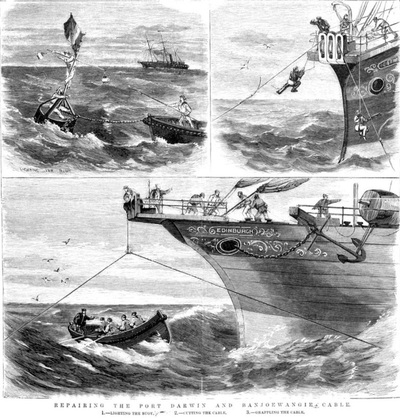 EDINBURGH
REPAIRING THE PORT DARWIN AND BANJOEWANGIE CABLE.
1.—LIGHTING THE BUOY. 2.—CUTTING THE CABLE. 3.—GRAPPLING THE CABLE.